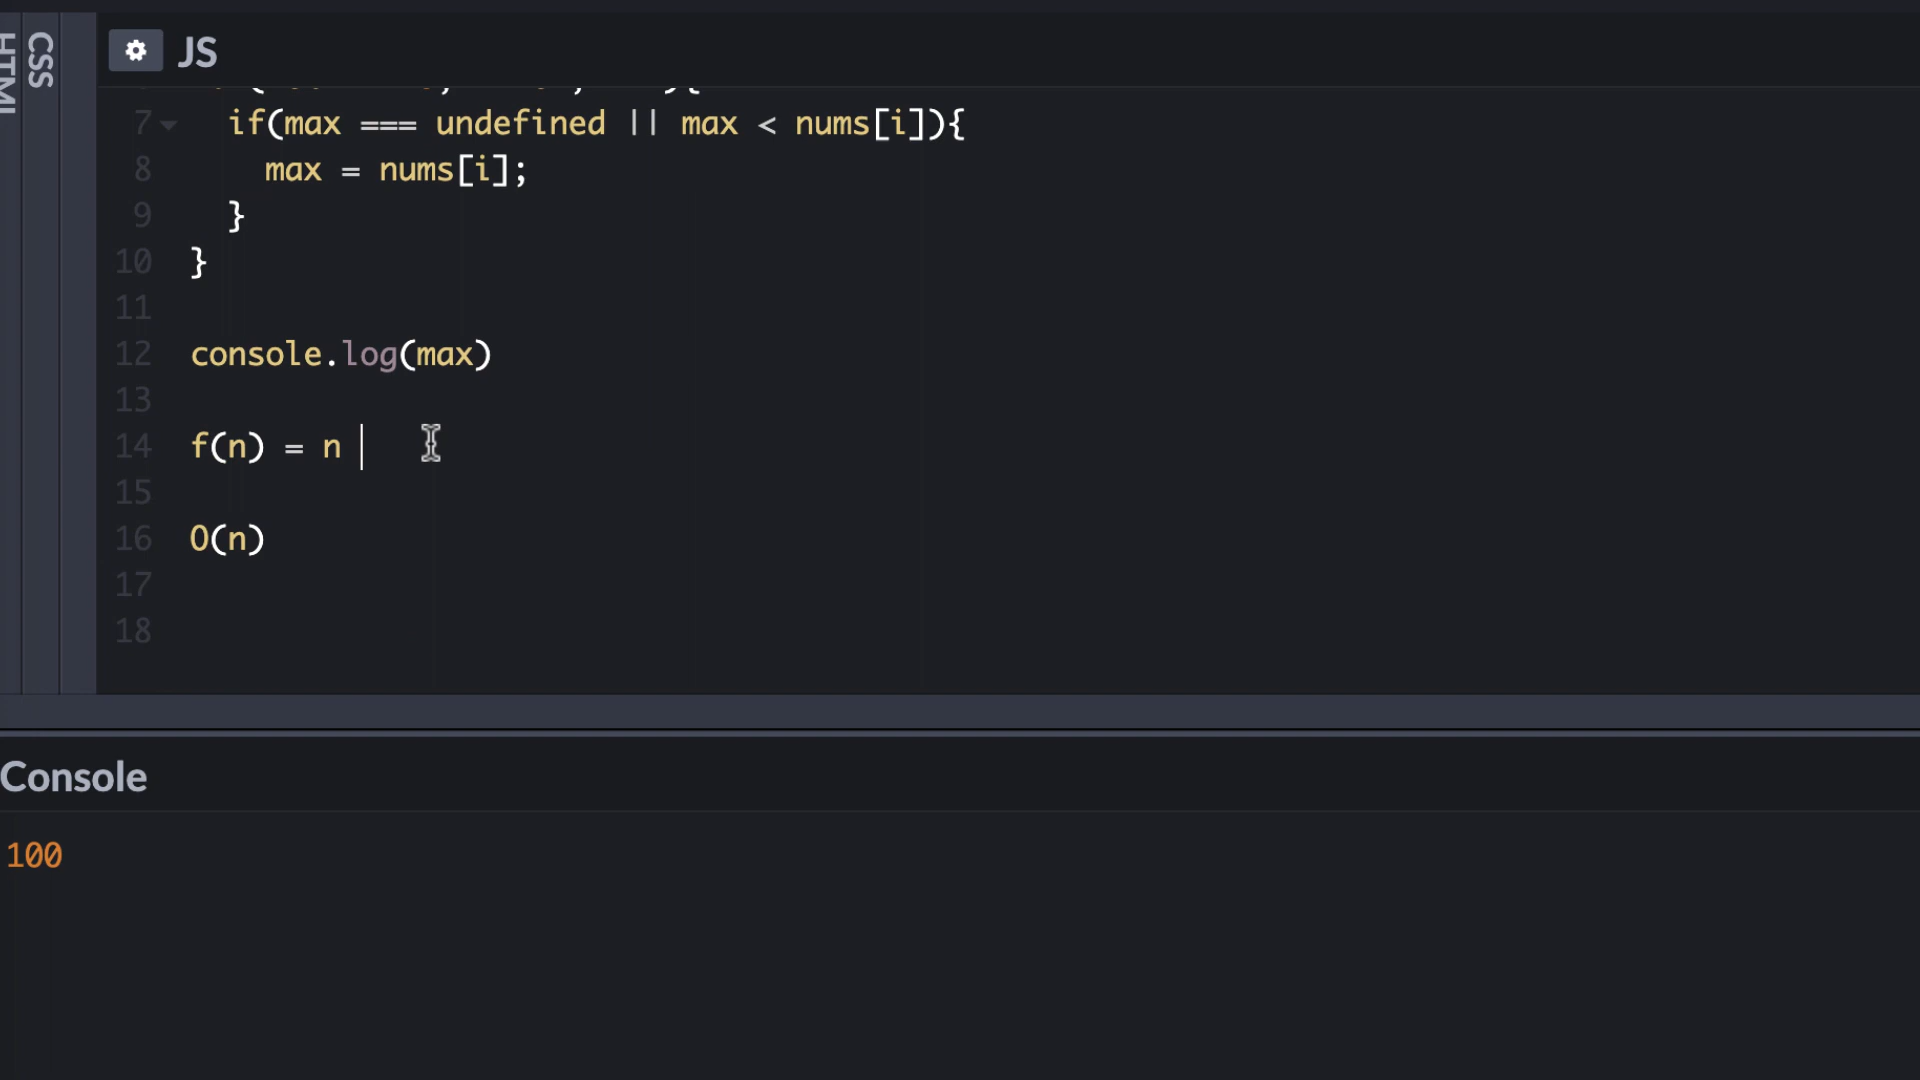 HTML
CSS
JS
7 if(max === undefined || max < nums[i]){
8 max = nums[i];
9 }
10 }
11
12 console.log(max)
13
14 f(n) = n
15
16 O(n)
17
18
Console
100